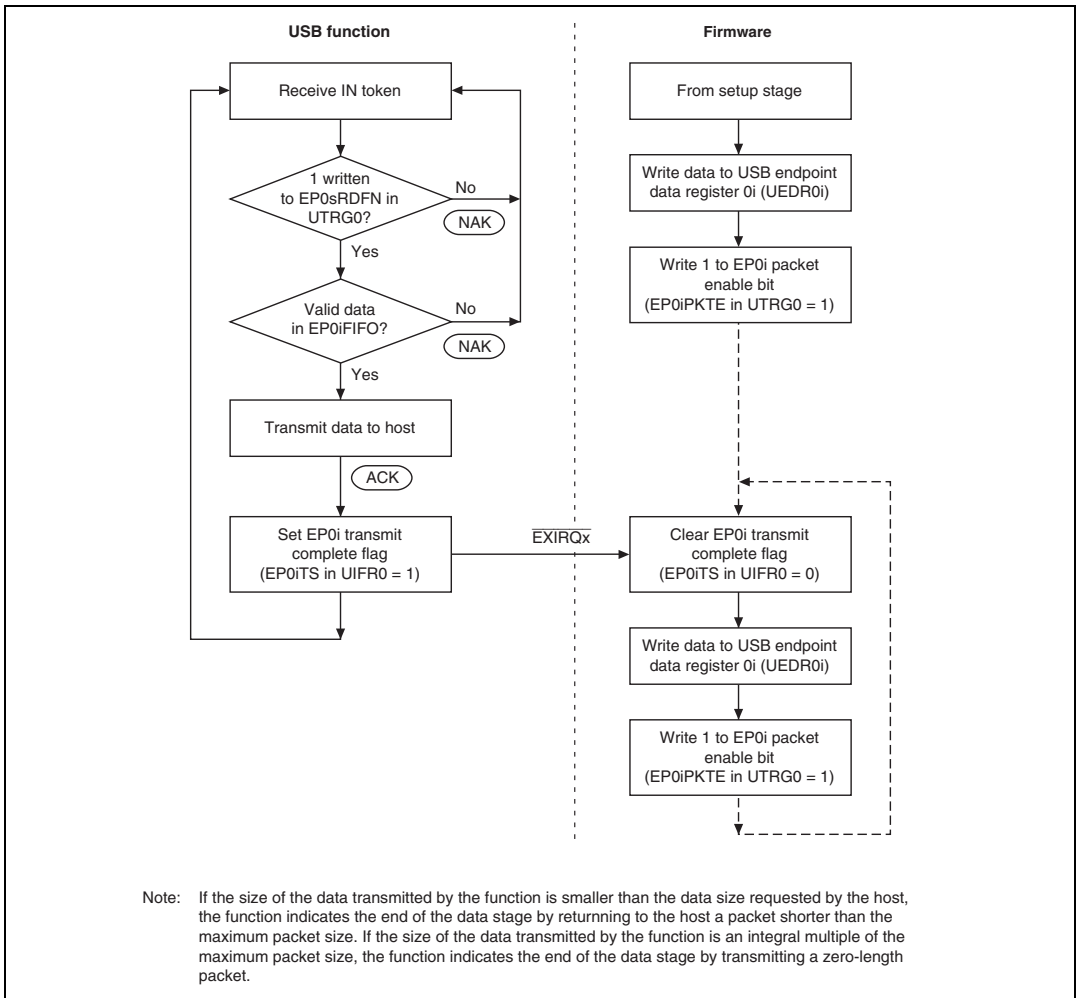 USB function
Firmware
Receive IN token
1 written
to EP0sRDFN in
UTRG0?
No
NAK
Yes
Valid data
in EP0iFIFO?
No
NAK
Yes
Transmit data to host
ACK
Set EP0i transmit
complete flag
(EP0iTS in UIFR0 = 1)
EXIRQx
From setup stage
Write data to USB endpoint
data register 0i (UEDR0i)
Write 1 to EP0i packet
enable bit
(EP0iPKTE in UTRG0 = 1)
Clear EP0i transmit
complete flag
(EP0iTS in UIFR0 = 0)
Write data to USB endpoint
data register 0i (UEDR0i)
Write 1 to EP0i packet
enable bit
(EP0iPKTE in UTRG0 = 1)
Note: If the size of the data transmitted by the function is smaller than the data size requested by the host,
the function indicates the end of the data stage by returnning to the host a packet shorter than the
maximum packet size. If the size of the data transmitted by the function is an integral multiple of the
maximum packet size, the function indicates the end of the data stage by transmitting a zero-length
packet.